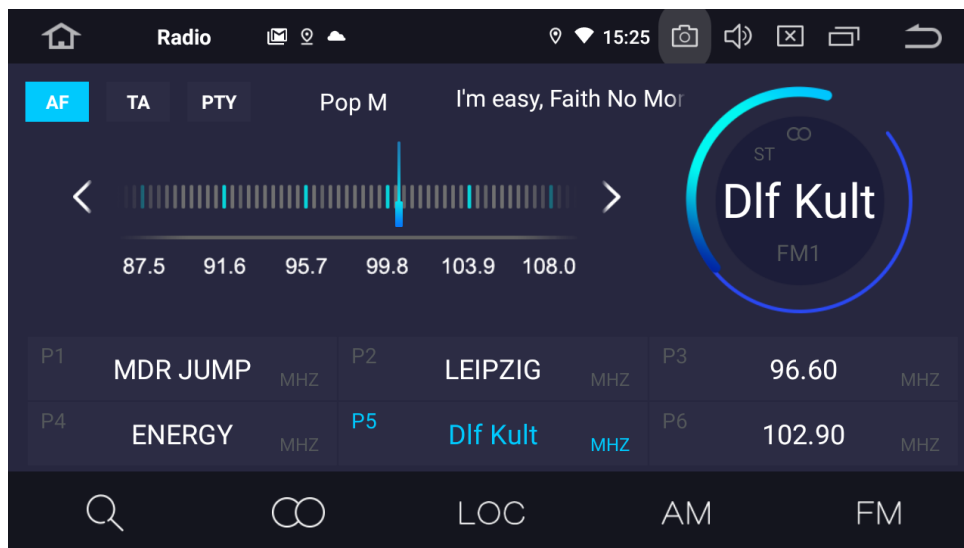 Radio 15:25
AF TA PTY Pop M I'm easy, Faith No Mor
ST
Dlf Kult
FM1
87.5 91.6 95.7 99.8 103.9 108.0
P1 MDR JUMP MHZ P2 LEIPZIG MHZ P3 96.60 MHZ
P4 ENERGY MHZ P5 Dlf Kult MHZ P6 102.90 MHZ
LOC AM FM